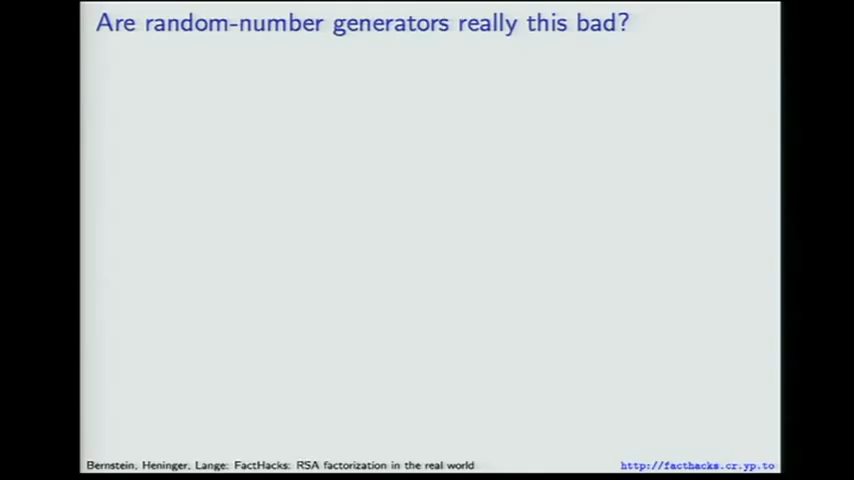 Are random-number generators really this bad?
Bernstein, Heninger, Lange: FactHacks: RSA factorization in the real world
http://facthacks.cr.yp.to